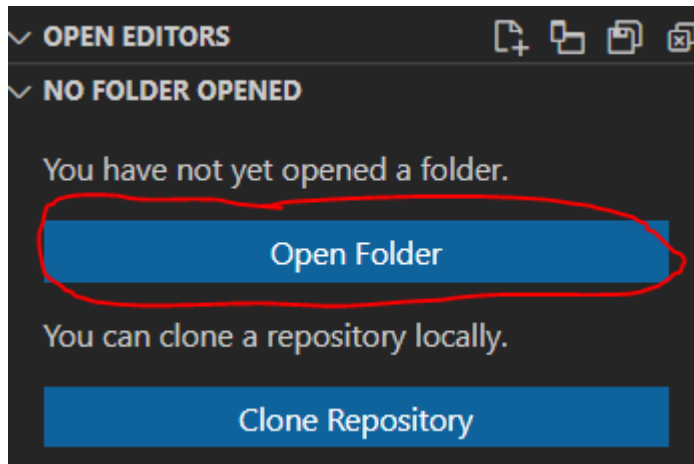 OPEN EDITORS
NO FOLDER OPENED
You have not yet opened a folder.
Open Folder
You can clone a repository locally.
Clone Repository